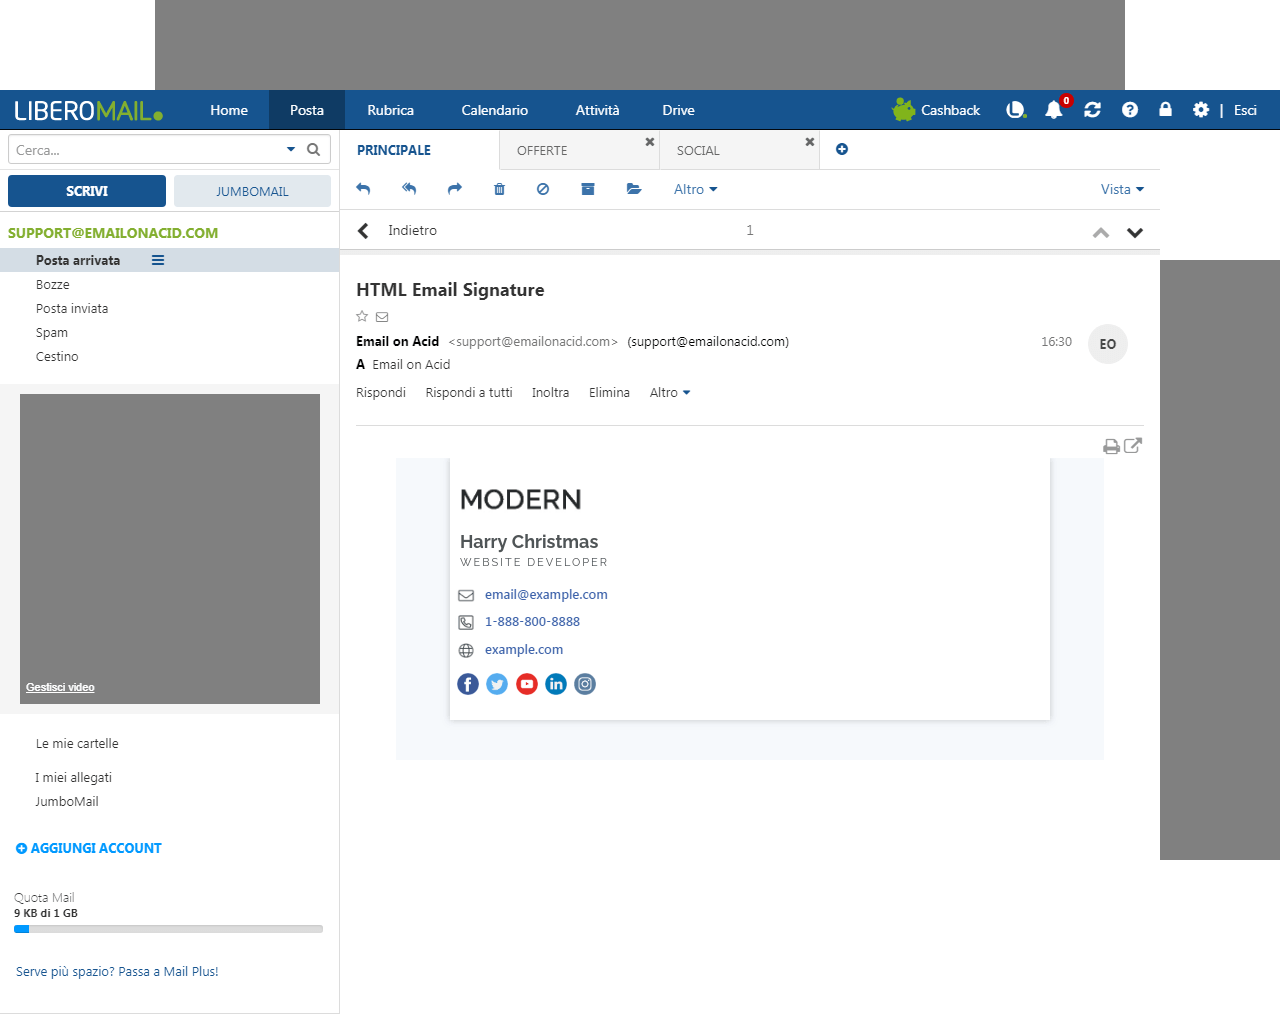 LIBEROMAIL
Home
Posta
Rubrica
Calendario
Attività
Drive
Cashback
0
Esci
Cerca...
SCRIVI
JUMBOMAIL
SUPPORT@EMAILONACID.COM
Posta arrivata
Bozze
Posta inviata
Spam
Cestino
Gestisci video
Le mie cartelle
I miei allegati
JumboMail
AGGIUNGI ACCOUNT
Quota Mail
9 KB di 1 GB
Serve più spazio? Passa a Mail Plus!
PRINCIPALE
OFFERTE
SOCIAL
Altro
Vista
Indietro
1
HTML Email Signature
Email on Acid <support@emailonacid.com> (support@emailonacid.com)
16:30
EO
A Email on Acid
Rispondi
Rispondi a tutti
Inoltra
Elimina
Altro
MODERN
Harry Christmas
WEBSITE DEVELOPER
email@example.com
1-888-800-8888
example.com